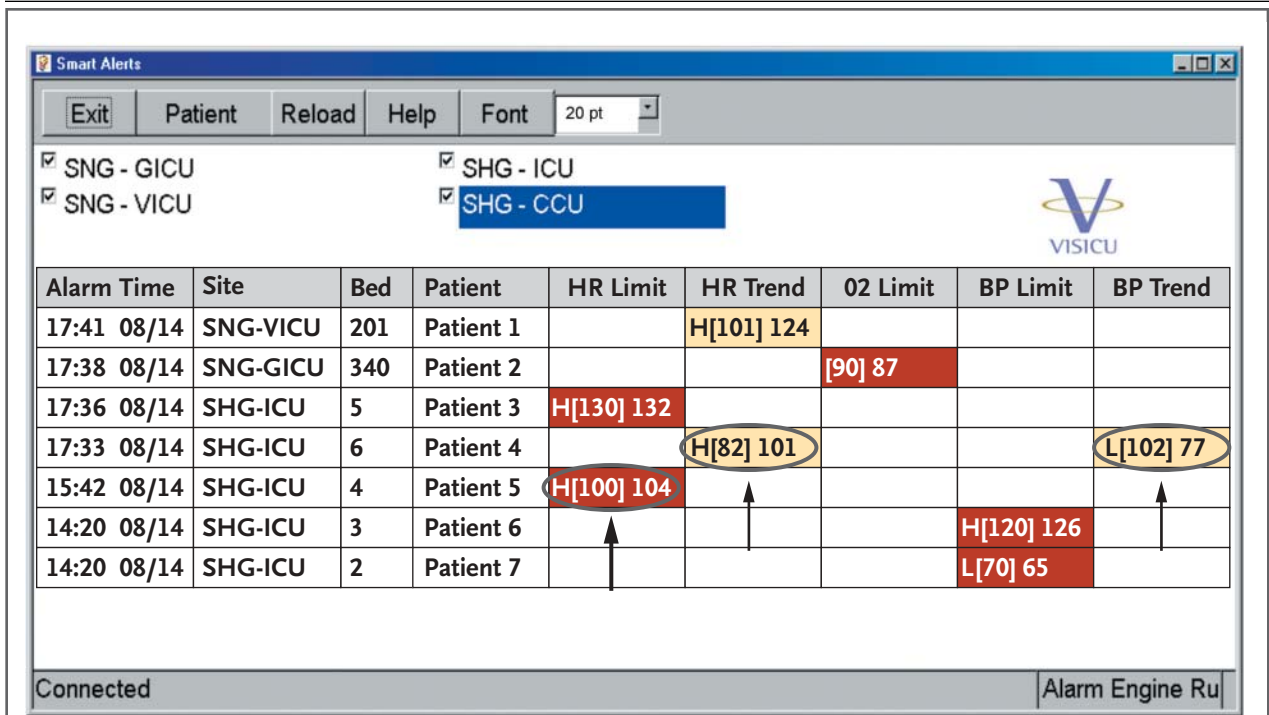 Smart Alerts
Exit Patient Reload Help Font 20 pt
SNG - GICU SHG - ICU
SNG - VICU SHG - CCU
VISICU
Alarm Time Site Bed Patient HR Limit HR Trend 02 Limit BP Limit BP Trend
17:41 08/14 SNG-VICU 201 Patient 1 H[101] 124
17:38 08/14 SNG-GICU 340 Patient 2 [90] 87
17:36 08/14 SHG-ICU 5 Patient 3 H[130] 132
17:33 08/14 SHG-ICU 6 Patient 4 H[82] 101 L[102] 77
15:42 08/14 SHG-ICU 4 Patient 5 H[100] 104
14:20 08/14 SHG-ICU 3 Patient 6 H[120] 126
14:20 08/14 SHG-ICU 2 Patient 7 L[70] 65
Connected Alarm Engine Ru